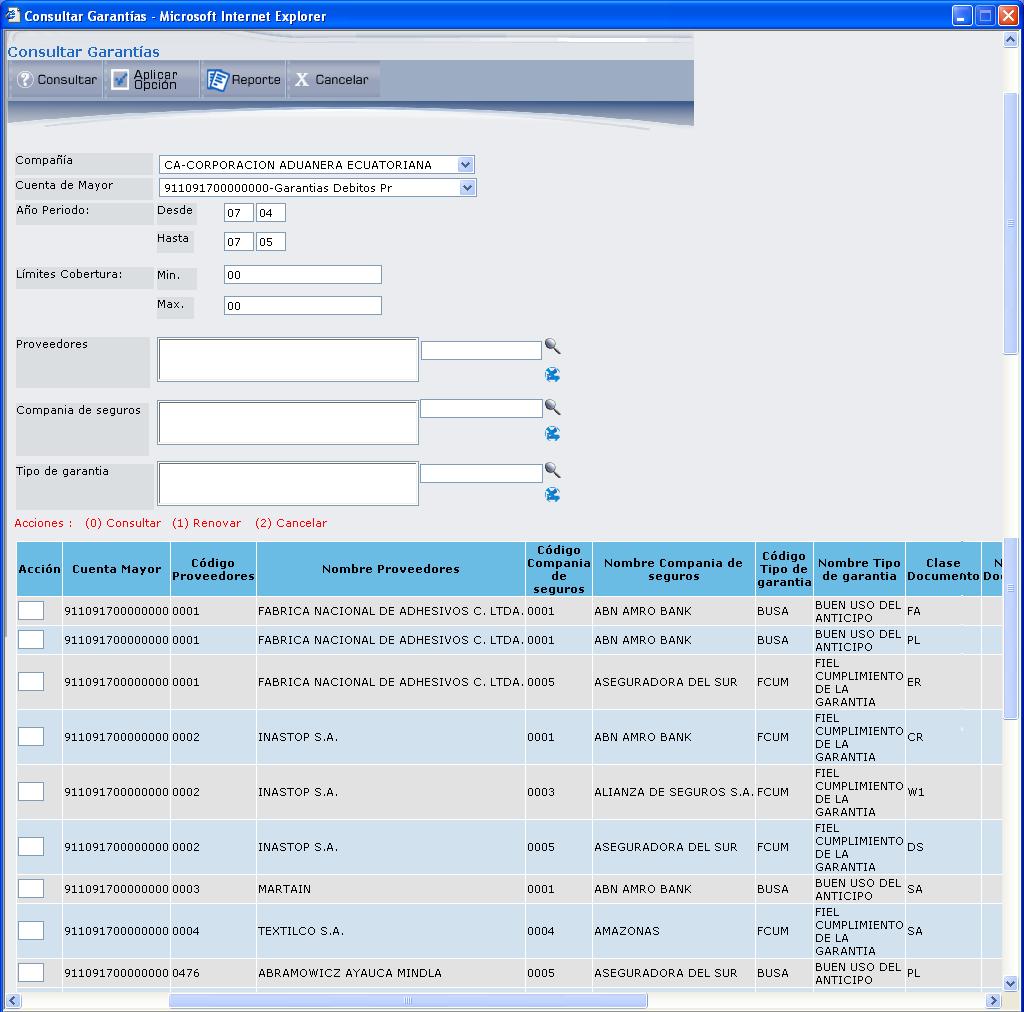 Consultar Garantías - Microsoft Internet Explorer
Consultar Garantías
? Consultar Aplicar Opción Reporte X Cancelar
Compañía CA-CORPORACION ADUANERA ECUATORIANA
Cuenta de Mayor 911091700000000-Garantias Debitos Pr
Año Periodo: Desde 07 04
Hasta 07 05
Límites Cobertura: Min. 00
Max. 00
Proveedores
Compania de seguros
Tipo de garantia
Acciones : (0) Consultar (1) Renovar (2) Cancelar
Acción Cuenta Mayor Código Proveedores Nombre Proveedores Código Compania de seguros Nombre Compania de seguros Código Tipo de garantia Nombre Tipo de garantia Clase Documento
911091700000000 0001 FABRICA NACIONAL DE ADHESIVOS C. LTDA. 0001 ABN AMRO BANK BUSA BUEN USO DEL ANTICIPO FA
911091700000000 0001 FABRICA NACIONAL DE ADHESIVOS C. LTDA. 0001 ABN AMRO BANK BUSA BUEN USO DEL ANTICIPO PL
911091700000000 0001 FABRICA NACIONAL DE ADHESIVOS C. LTDA. 0005 ASEGURADORA DEL SUR FCUM FIEL CUMPLIMIENTO DE LA GARANTIA ER
911091700000000 0002 INASTOP S.A. 0001 ABN AMRO BANK FCUM FIEL CUMPLIMIENTO DE LA GARANTIA CR
911091700000000 0002 INASTOP S.A. 0003 ALIANZA DE SEGUROS S.A. FCUM FIEL CUMPLIMIENTO DE LA GARANTIA W1
911091700000000 0002 INASTOP S.A. 0005 ASEGURADORA DEL SUR FCUM FIEL CUMPLIMIENTO DE LA GARANTIA DS
911091700000000 0003 MARTAIN 0001 ABN AMRO BANK BUSA BUEN USO DEL ANTICIPO SA
911091700000000 0004 TEXTILCO S.A. 0004 AMAZONAS FCUM FIEL CUMPLIMIENTO DE LA GARANTIA SA
911091700000000 0476 ABRAMOWICZ AYAUCA MINDLA 0005 ASEGURADORA DEL SUR BUSA BUEN USO DEL ANTICIPO PL